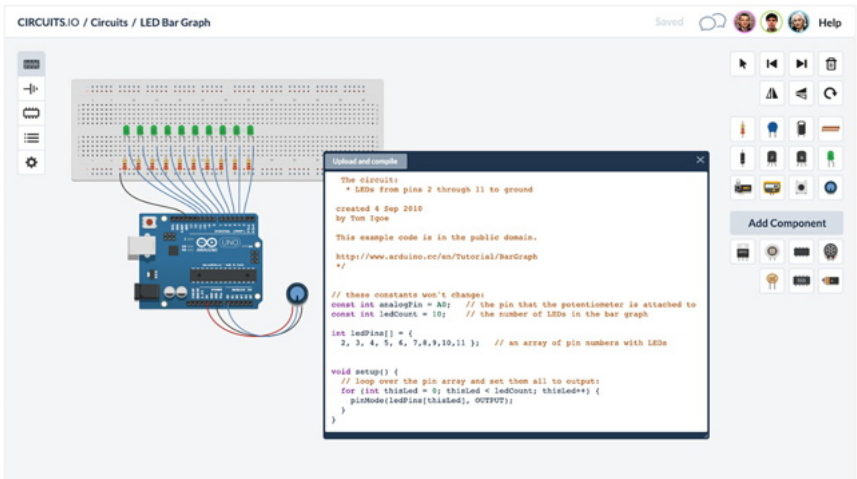 CIRCUITS.IO / Circuits / LED Bar Graph
Saved
Help
Upload and compile
The circuit:
* LEDs from pins 2 through 11 to ground
created 4 Sep 2010
by Tom Igoe
This example code is in the public domain.
http://www.arduino.cc/en/Tutorial/BarGraph
*/
// these constants won't change:
const int analogPin = A0;   // the pin that the potentiometer is attached to
const int ledCount = 10;    // the number of LEDs in the bar graph
int ledPins[] = {
2, 3, 4, 5, 6, 7,8,9,10,11 };   // an array of pin numbers with LEDs
void setup() {
// loop over the pin array and set them all to output:
for (int thisLed = 0; thisLed < ledCount; thisLed++) {
pinMode(ledPins[thisLed], OUTPUT);
}
}
Add Component
UNO
ARDUINO